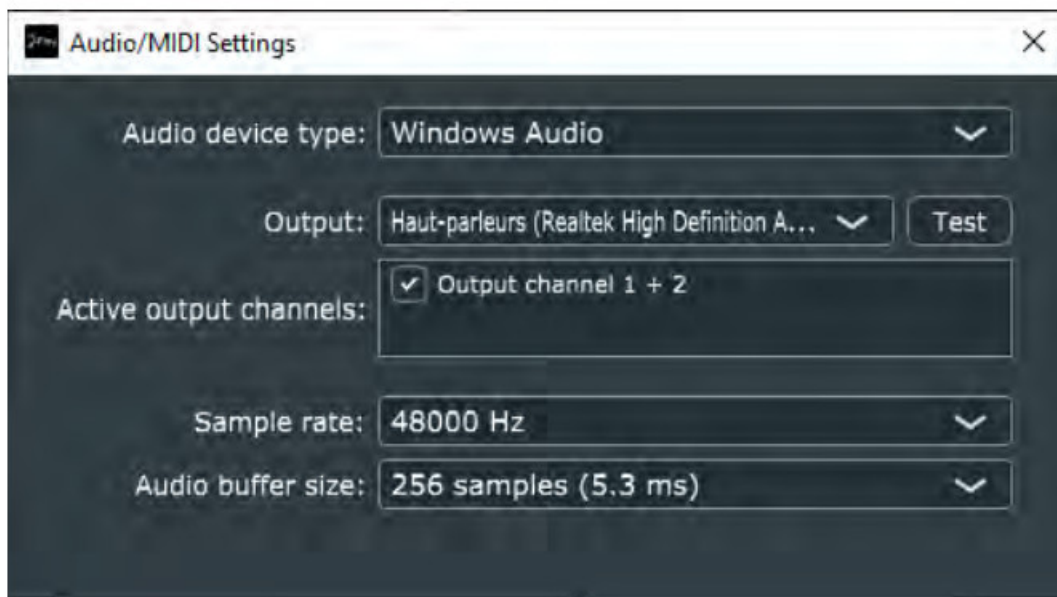 Audio/MIDI Settings
Audio device type: Windows Audio
Output: Haut-parleurs (Realtek High Definition A... Test
Active output channels: Output channel 1 + 2
Sample rate: 48000 Hz
Audio buffer size: 256 samples (5.3 ms)